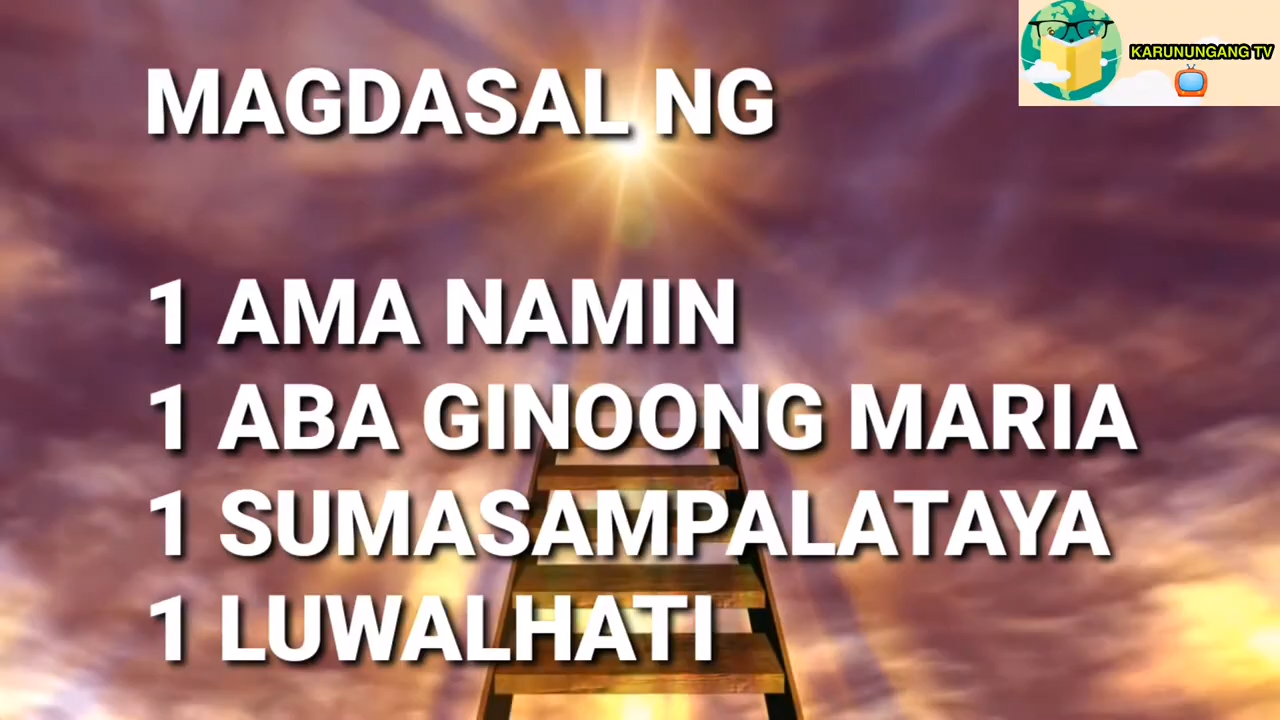 KARUNUNGANG TV
MAGDASAL NG
1 AMA NAMIN
1 ABA GINOONG MARIA
1 SUMASAMPALATAYA
1 LUWALHATI